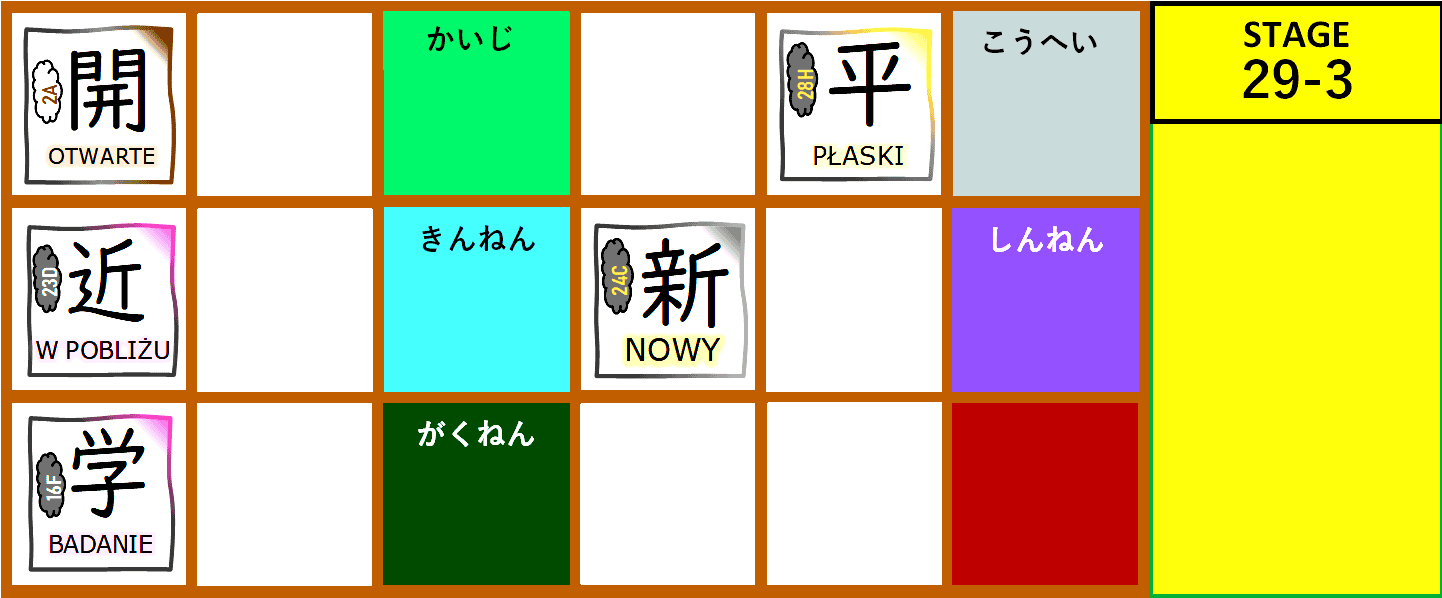 2A
開
OTWARTE
かいじ
28H
平
PŁASKI
こうへい
STAGE
29-3
23D
近
W POBLIŻU
きんねん
24C
新
NOWY
しんねん
16F
学
BADANIE
がくねん